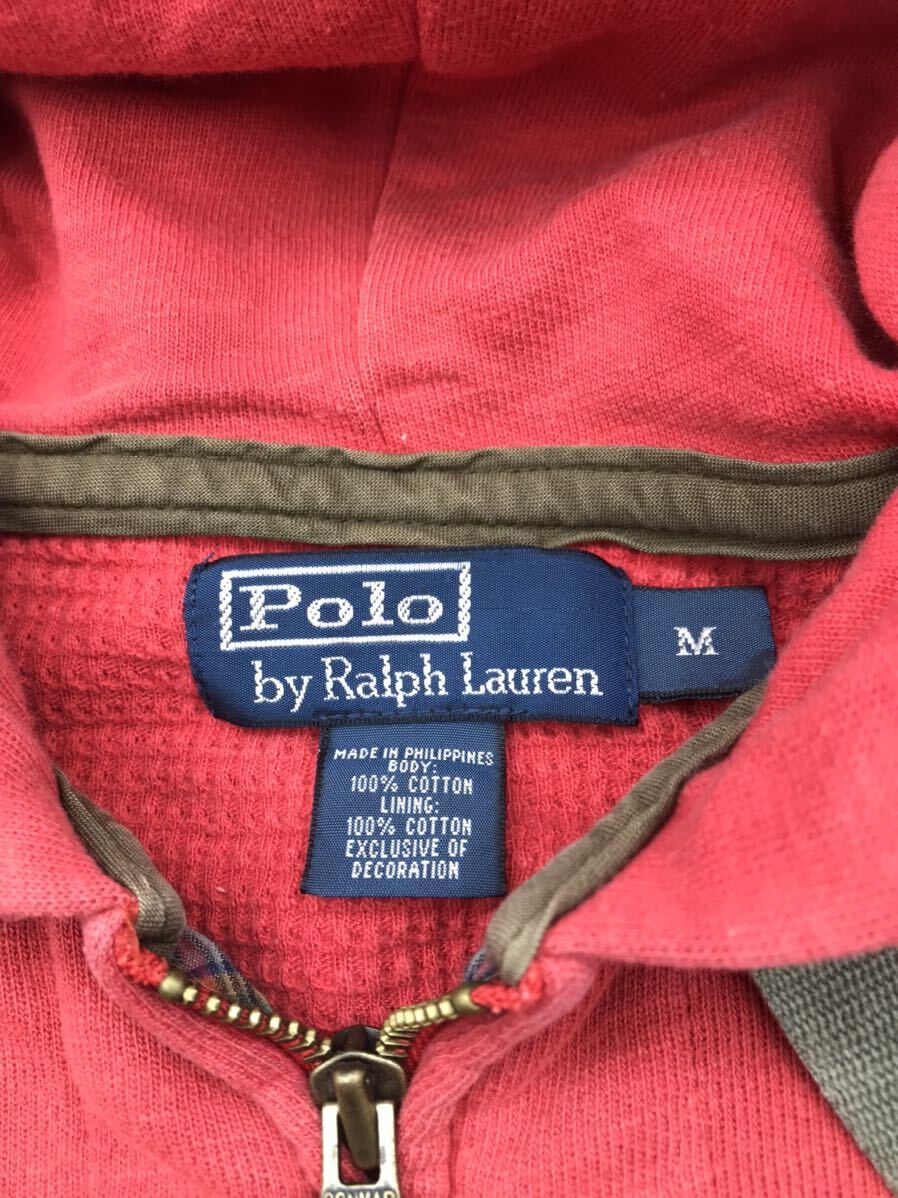 Polo
by Ralph Lauren
M
MADE IN PHILIPPINES
BODY:
100% COTTON
LINING:
100% COTTON
EXCLUSIVE OF
DECORATION